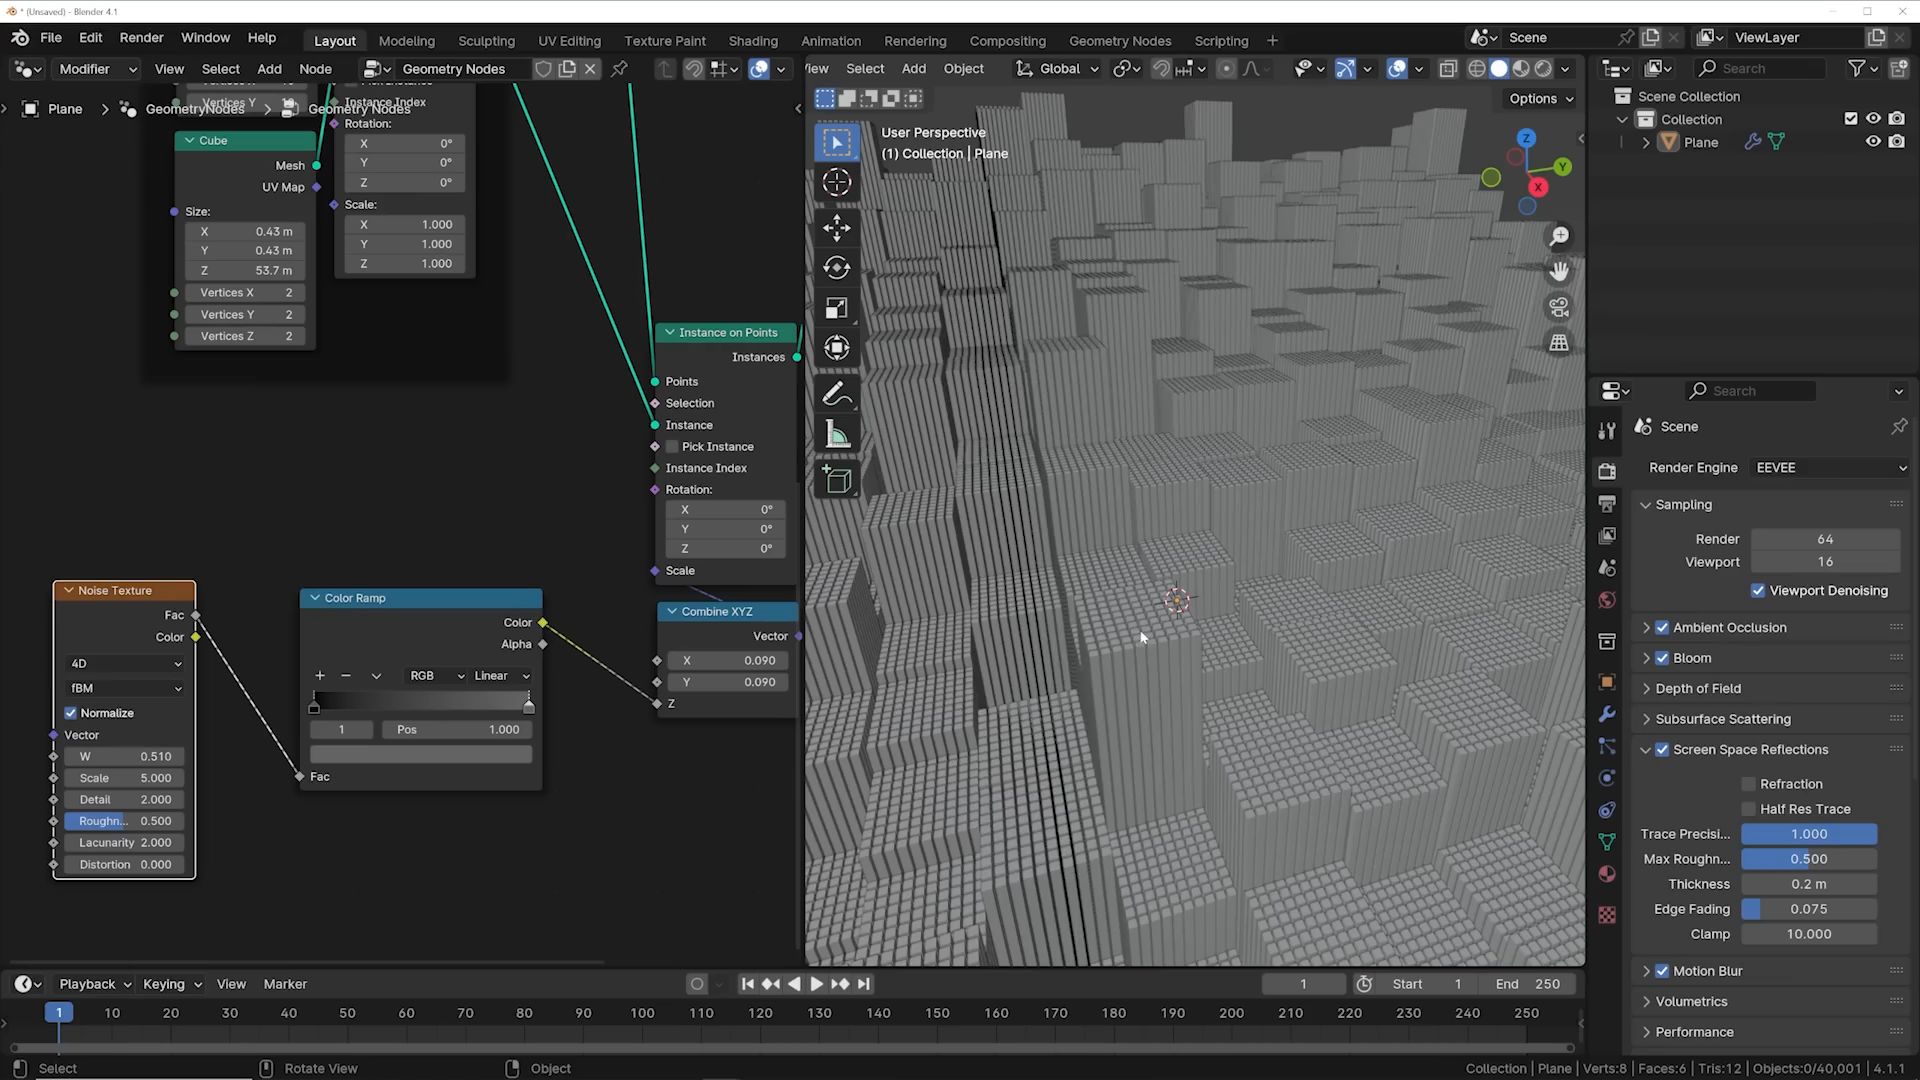 * (Unsaved) - Blender 4.1
File Edit Render Window Help Layout Modeling Sculpting UV Editing Texture Paint Shading Animation Rendering Compositing Geometry Nodes Scripting + Scene ViewLayer
Modifier View Select Add Node Geometry Nodes
iew Select Add Object Global
Search
Options
Plane > GeometryNodes > Geometry Nodes
Vertices Y
Instance Index
Rotation:
X 0°
Y 0°
Z 0°
Scale:
X 1.000
Y 1.000
Z 1.000
Cube
Mesh
UV Map
Size:
X 0.43 m
Y 0.43 m
Z 53.7 m
Vertices X 2
Vertices Y 2
Vertices Z 2
Instance on Points
Instances
Points
Selection
Instance
Pick Instance
Instance Index
Rotation:
X 0°
Y 0°
Z 0°
Scale
Noise Texture
Fac
Color
4D
fBM
Normalize
Vector
W 0.510
Scale 5.000
Detail 2.000
Roughn... 0.500
Lacunarity 2.000
Distortion 0.000
Color Ramp
Color
Alpha
+ − RGB Linear
1 Pos 1.000
Fac
Combine XYZ
Vector
X 0.090
Y 0.090
Z
User Perspective
(1) Collection | Plane
Z
Y
X
Scene Collection
Collection
Plane
Search
Scene
Render Engine EEVEE
Sampling
Render 64
Viewport 16
Viewport Denoising
Ambient Occlusion
Bloom
Depth of Field
Subsurface Scattering
Screen Space Reflections
Refraction
Half Res Trace
Trace Precisi... 1.000
Max Roughn... 0.500
Thickness 0.2 m
Edge Fading 0.075
Clamp 10.000
Motion Blur
Volumetrics
Performance
Playback Keying View Marker 1 Start 1 End 250
1 10 20 30 40 50 60 70 80 90 100 110 120 130 140 150 160 170 180 190 200 210 220 230 240 250
Select Rotate View Object Collection | Plane | Verts:8 | Faces:6 | Tris:12 | Objects:0/40,001 | 4.1.1